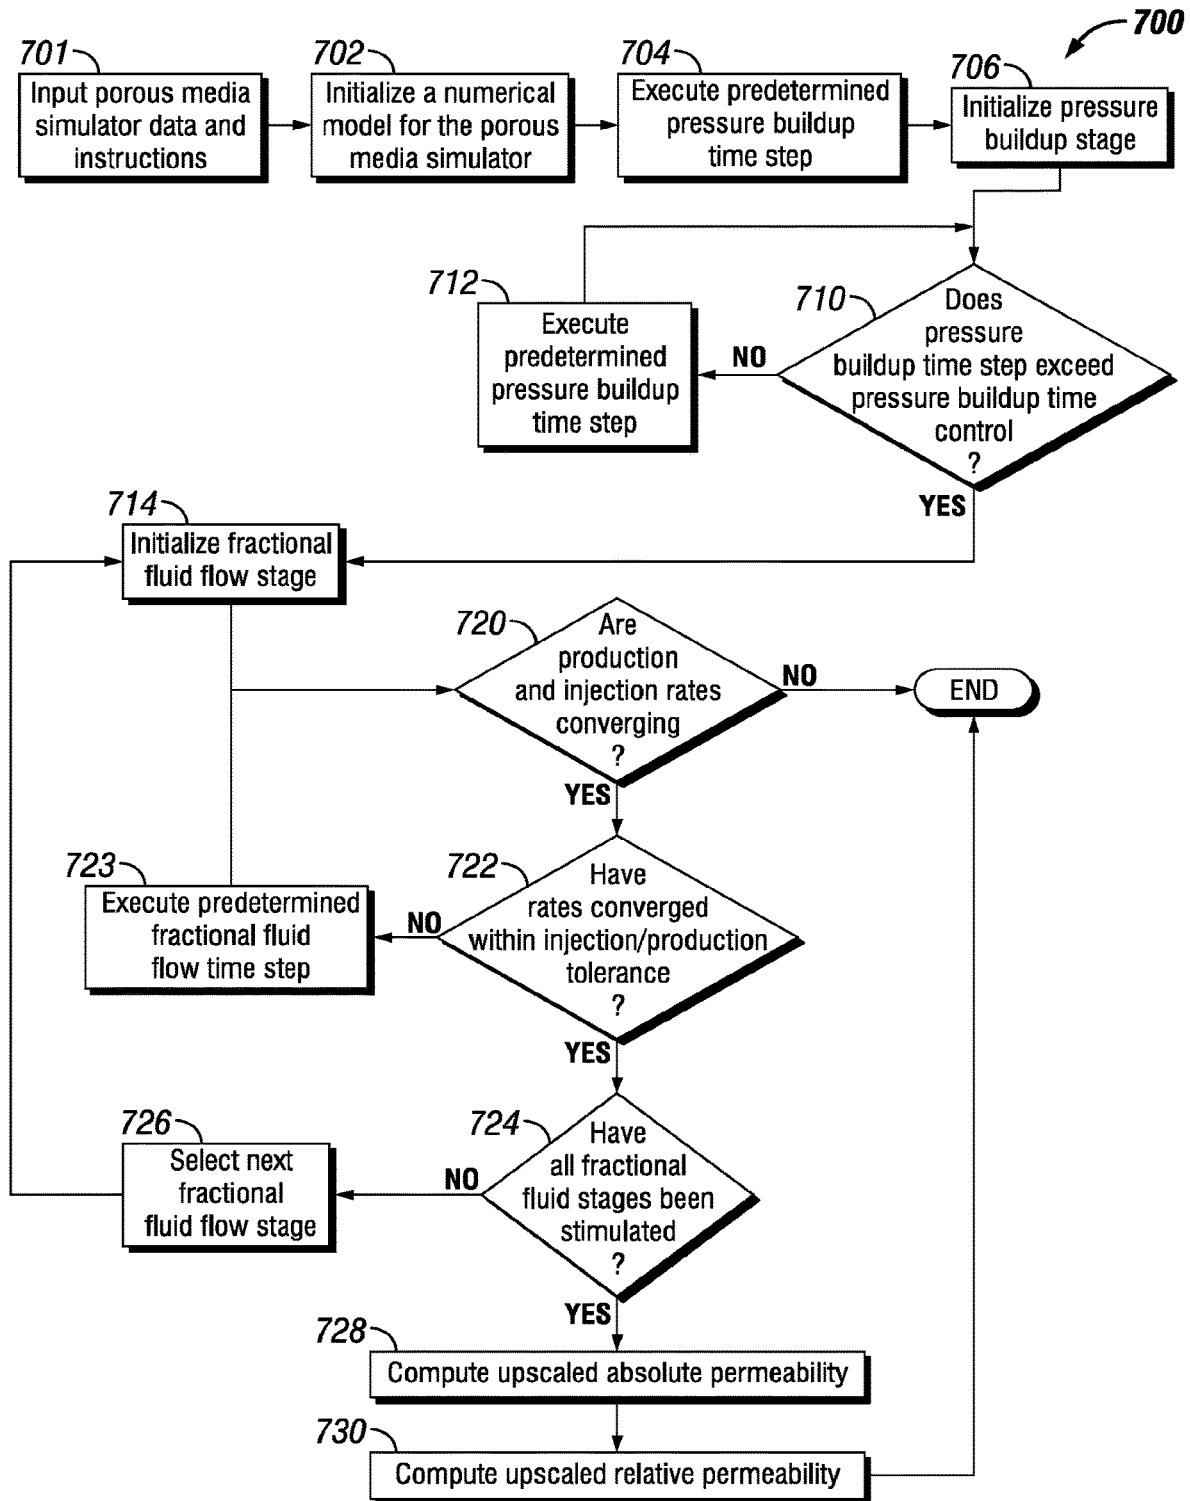 700
701
Input porous media
simulator data and
instructions
702
Initialize a numerical
model for the porous
media simulator
704
Execute predetermined
pressure buildup
time step
706
Initialize pressure
buildup stage
710
Does
pressure
buildup time step exceed
pressure buildup time
control
?
NO
YES
712
Execute
predetermined
pressure buildup
time step
714
Initialize fractional
fluid flow stage
720
Are
production
and injection rates
converging
?
NO
END
YES
722
Have
rates converged
within injection/production
tolerance
?
NO
YES
723
Execute predetermined
fractional fluid
flow time step
724
Have
all fractional
fluid stages been
stimulated
?
NO
YES
726
Select next
fractional
fluid flow stage
728
Compute upscaled absolute permeability
730
Compute upscaled relative permeability